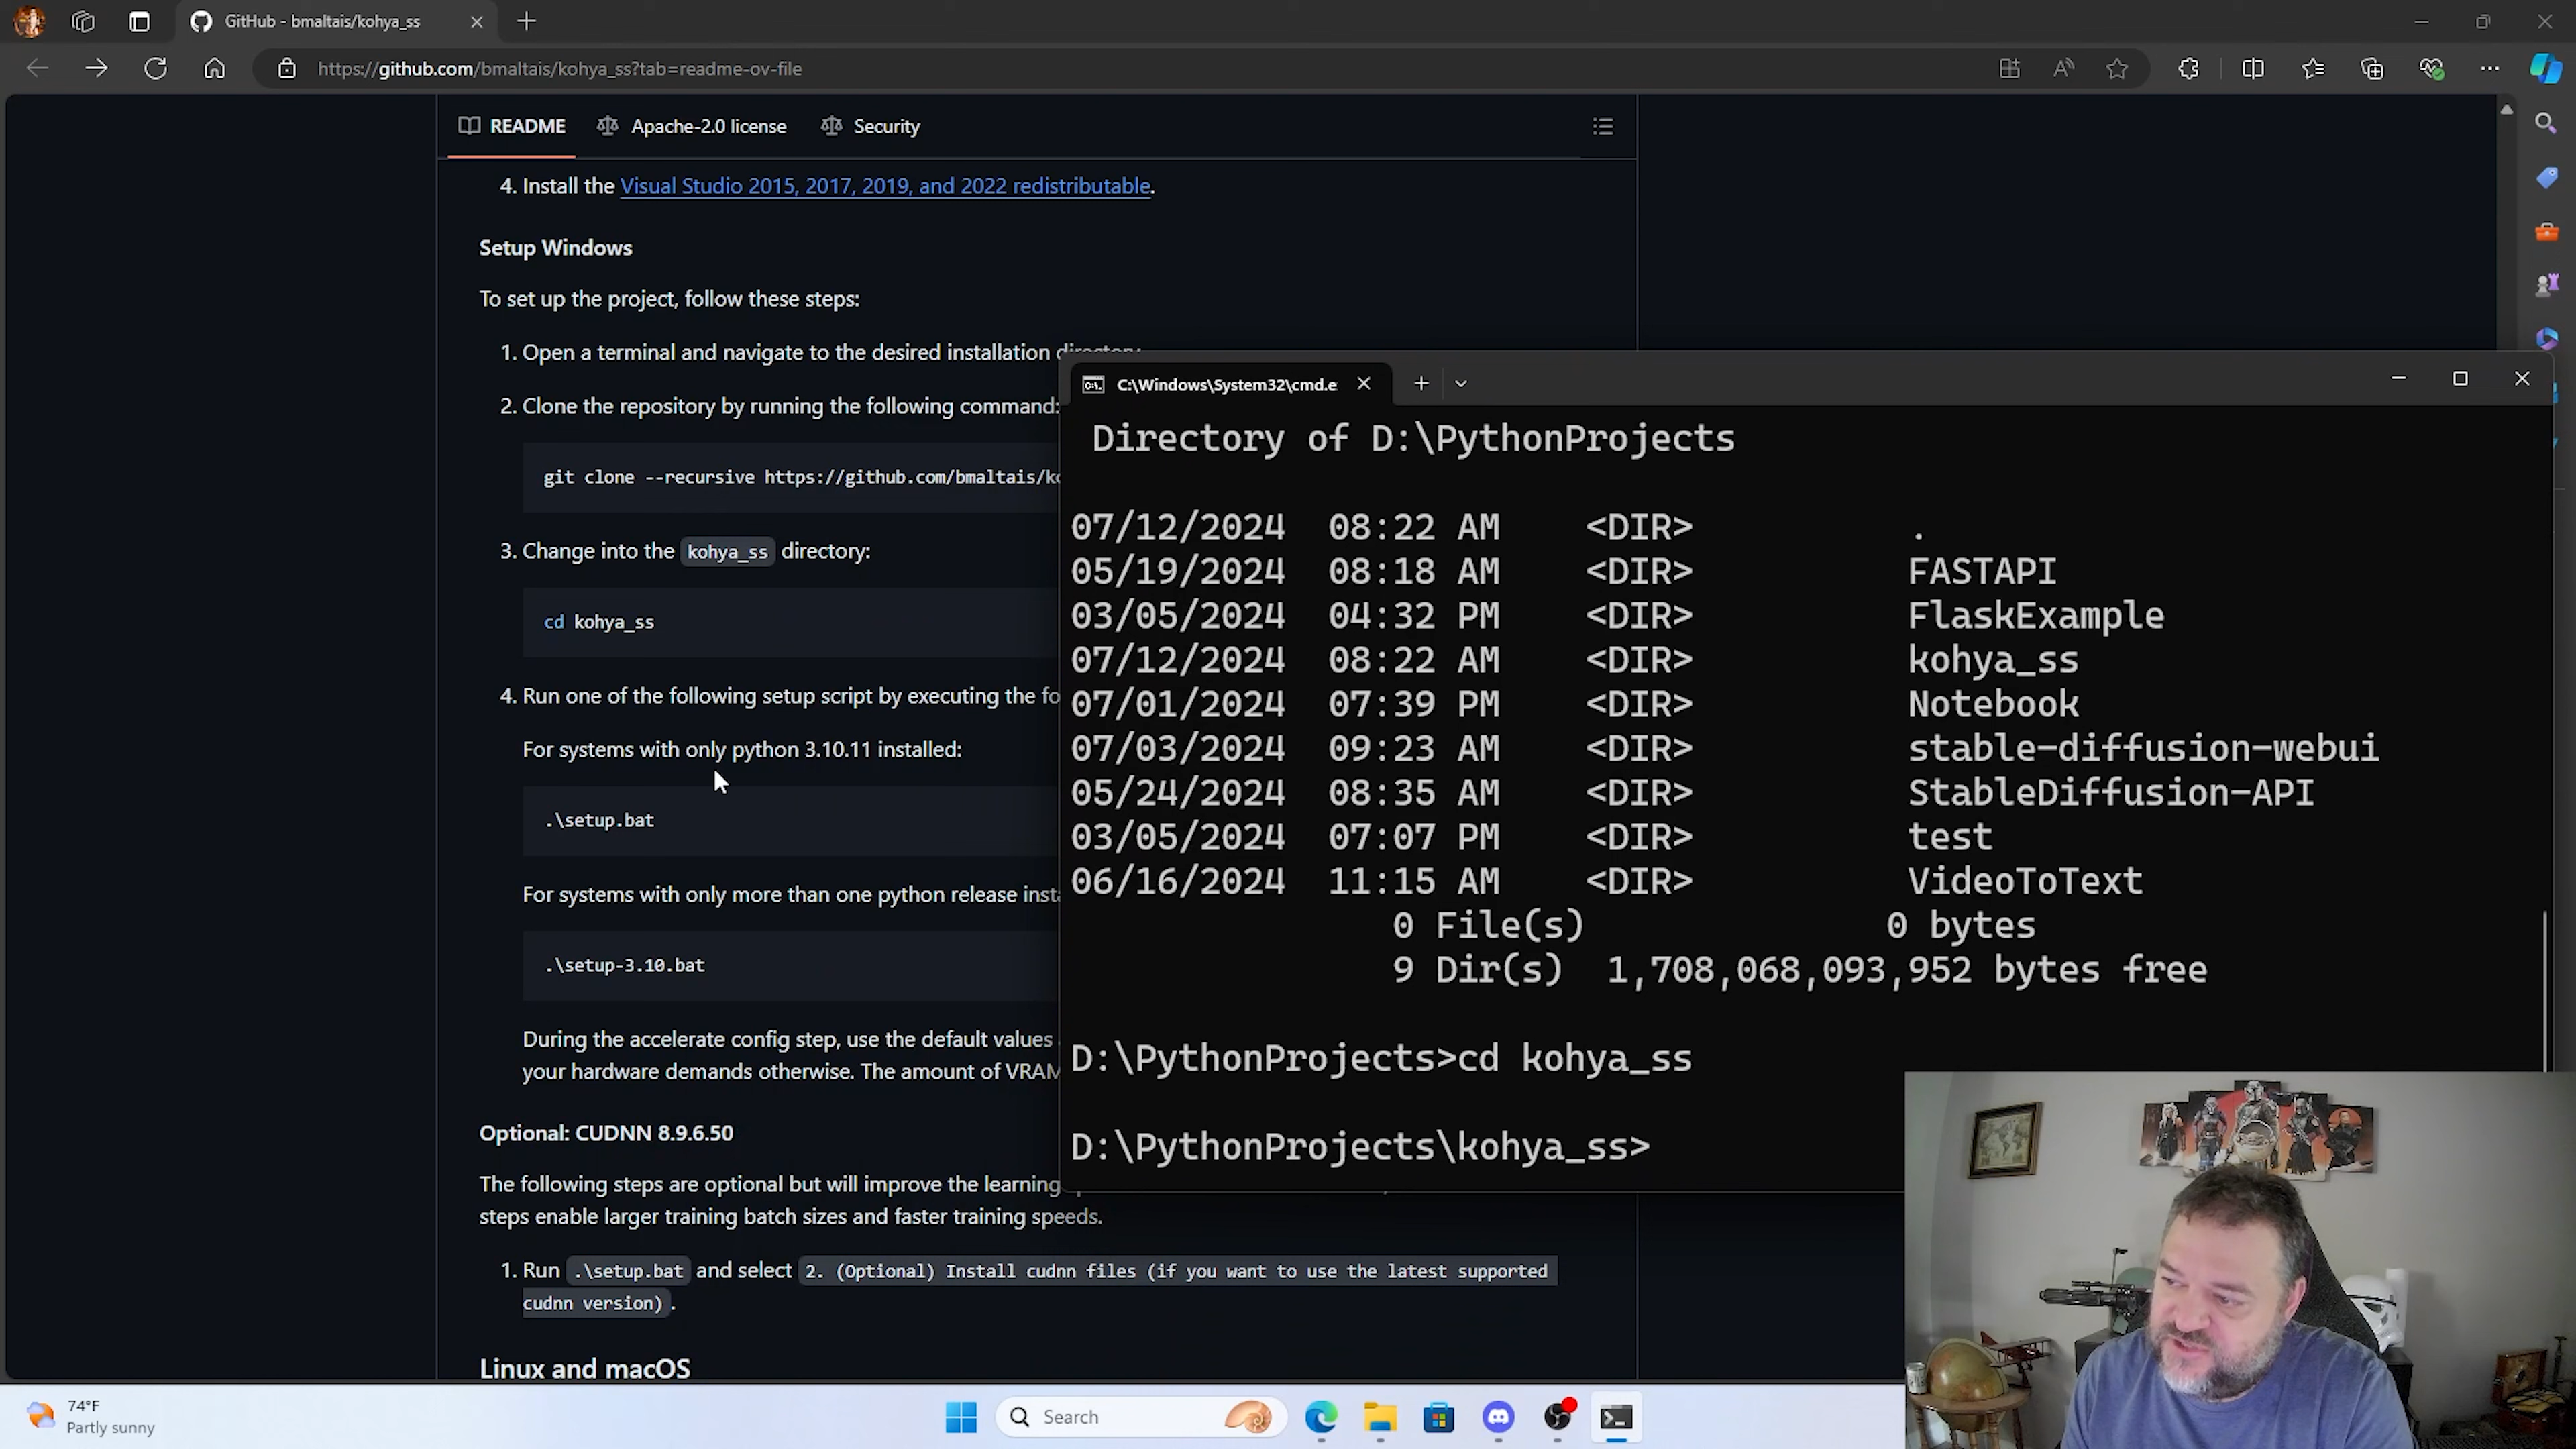 GitHub - bmaltais/kohya_ss
https://github.com/bmaltais/kohya_ss?tab=readme-ov-file
README
Apache-2.0 license
Security
4. Install the Visual Studio 2015, 2017, 2019, and 2022 redistributable.
Setup Windows
To set up the project, follow these steps:
1. Open a terminal and navigate to the desired installation directory
2. Clone the repository by running the following command:
git clone --recursive https://github.com/bmaltais/ko
3. Change into the kohya_ss directory:
cd kohya_ss
4. Run one of the following setup script by executing the fo
For systems with only python 3.10.11 installed:
.\setup.bat
For systems with only more than one python release inst
.\setup-3.10.bat
During the accelerate config step, use the default values
your hardware demands otherwise. The amount of VRAM
Optional: CUDNN 8.9.6.50
The following steps are optional but will improve the learning
steps enable larger training batch sizes and faster training speeds.
1. Run .\setup.bat and select 2. (Optional) Install cudnn files (if you want to use the latest supported
cudnn version).
Linux and macOS
C:\Windows\System32\cmd.e
Directory of D:\PythonProjects
07/12/2024 08:22 AM <DIR> .
05/19/2024 08:18 AM <DIR> FASTAPI
03/05/2024 04:32 PM <DIR> FlaskExample
07/12/2024 08:22 AM <DIR> kohya_ss
07/01/2024 07:39 PM <DIR> Notebook
07/03/2024 09:23 AM <DIR> stable-diffusion-webui
05/24/2024 08:35 AM <DIR> StableDiffusion-API
03/05/2024 07:07 PM <DIR> test
06/16/2024 11:15 AM <DIR> VideoToText
0 File(s) 0 bytes
9 Dir(s) 1,708,068,093,952 bytes free
D:\PythonProjects>cd kohya_ss
D:\PythonProjects\kohya_ss>
74°F
Partly sunny
Search